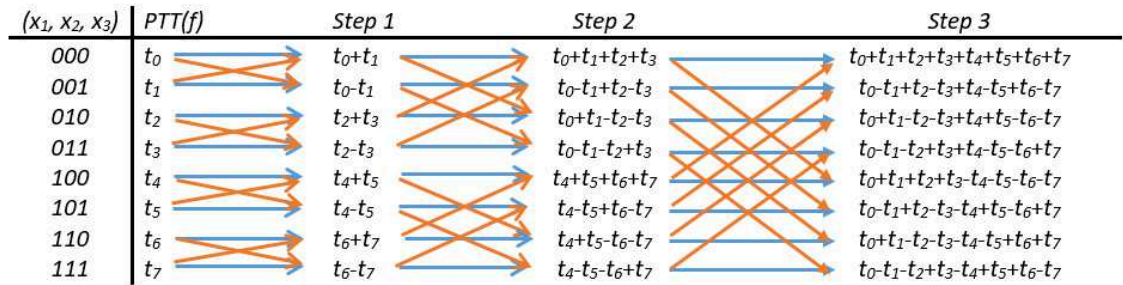 (x₁, x₂, x₃) PTT(f) Step 1 Step 2 Step 3
000 t₀ t₀+t₁ t₀+t₁+t₂+t₃ t₀+t₁+t₂+t₃+t₄+t₅+t₆+t₇
001 t₁ t₀-t₁ t₀-t₁+t₂-t₃ t₀-t₁+t₂-t₃+t₄-t₅+t₆-t₇
010 t₂ t₂+t₃ t₀+t₁-t₂-t₃ t₀+t₁-t₂-t₃+t₄+t₅-t₆-t₇
011 t₃ t₂-t₃ t₀-t₁-t₂+t₃ t₀-t₁-t₂+t₃+t₄-t₅-t₆+t₇
100 t₄ t₄+t₅ t₄+t₅+t₆+t₇ t₀+t₁+t₂+t₃-t₄-t₅-t₆-t₇
101 t₅ t₄-t₅ t₄-t₅+t₆-t₇ t₀-t₁+t₂-t₃-t₄+t₅-t₆+t₇
110 t₆ t₆+t₇ t₄+t₅-t₆-t₇ t₀+t₁-t₂-t₃-t₄-t₅+t₆+t₇
111 t₇ t₆-t₇ t₄-t₅-t₆+t₇ t₀-t₁-t₂+t₃-t₄+t₅+t₆-t₇